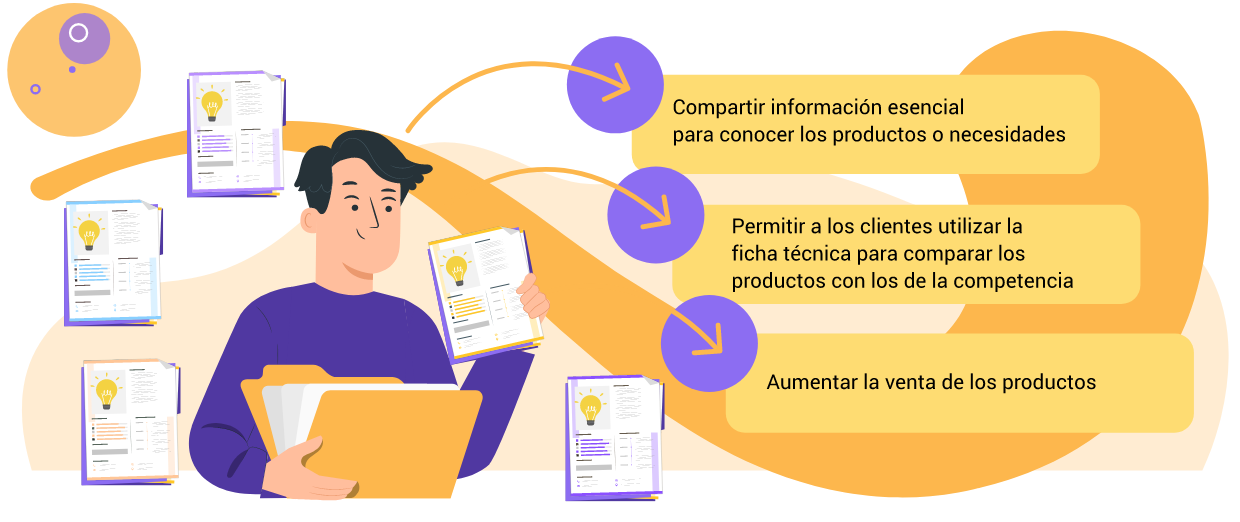 Compartir información esencial
para conocer los productos o necesidades
Permitir a los clientes utilizar la
ficha técnica para comparar los
productos con los de la competencia
Aumentar la venta de los productos